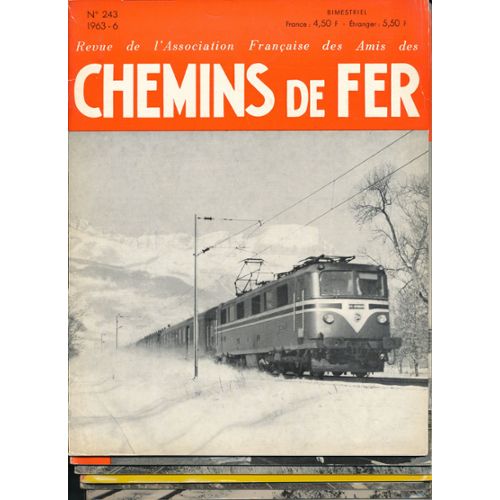 N° 243
1963-6
BIMESTRIEL
France : 4,50 F - Étranger : 5,50 F
Revue de l'Association Française des Amis des
CHEMINS DE FER